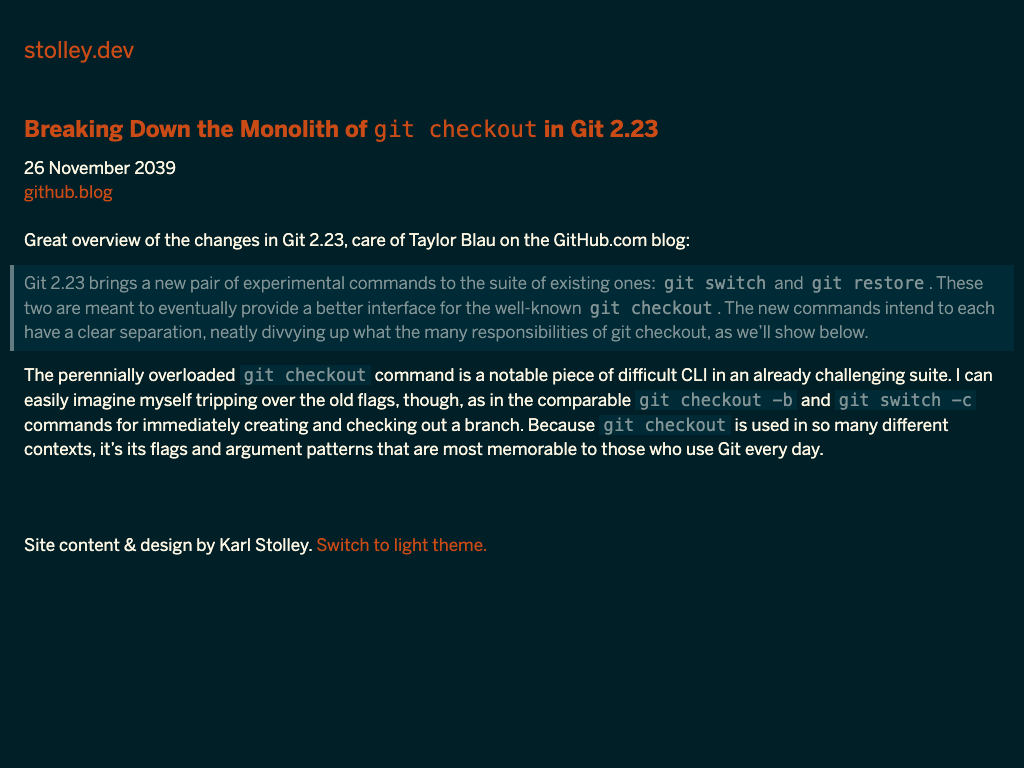 stolley.dev
Breaking Down the Monolith of git checkout in Git 2.23
26 November 2039
github.blog
Great overview of the changes in Git 2.23, care of Taylor Blau on the GitHub.com blog:
Git 2.23 brings a new pair of experimental commands to the suite of existing ones: git switch and git restore. These
two are meant to eventually provide a better interface for the well-known git checkout. The new commands intend to each
have a clear separation, neatly divvying up what the many responsibilities of git checkout, as we’ll show below.
The perennially overloaded git checkout command is a notable piece of difficult CLI in an already challenging suite. I can
easily imagine myself tripping over the old flags, though, as in the comparable git checkout -b and git switch -c
commands for immediately creating and checking out a branch. Because git checkout is used in so many different
contexts, it’s its flags and argument patterns that are most memorable to those who use Git every day.
Site content & design by Karl Stolley. Switch to light theme.